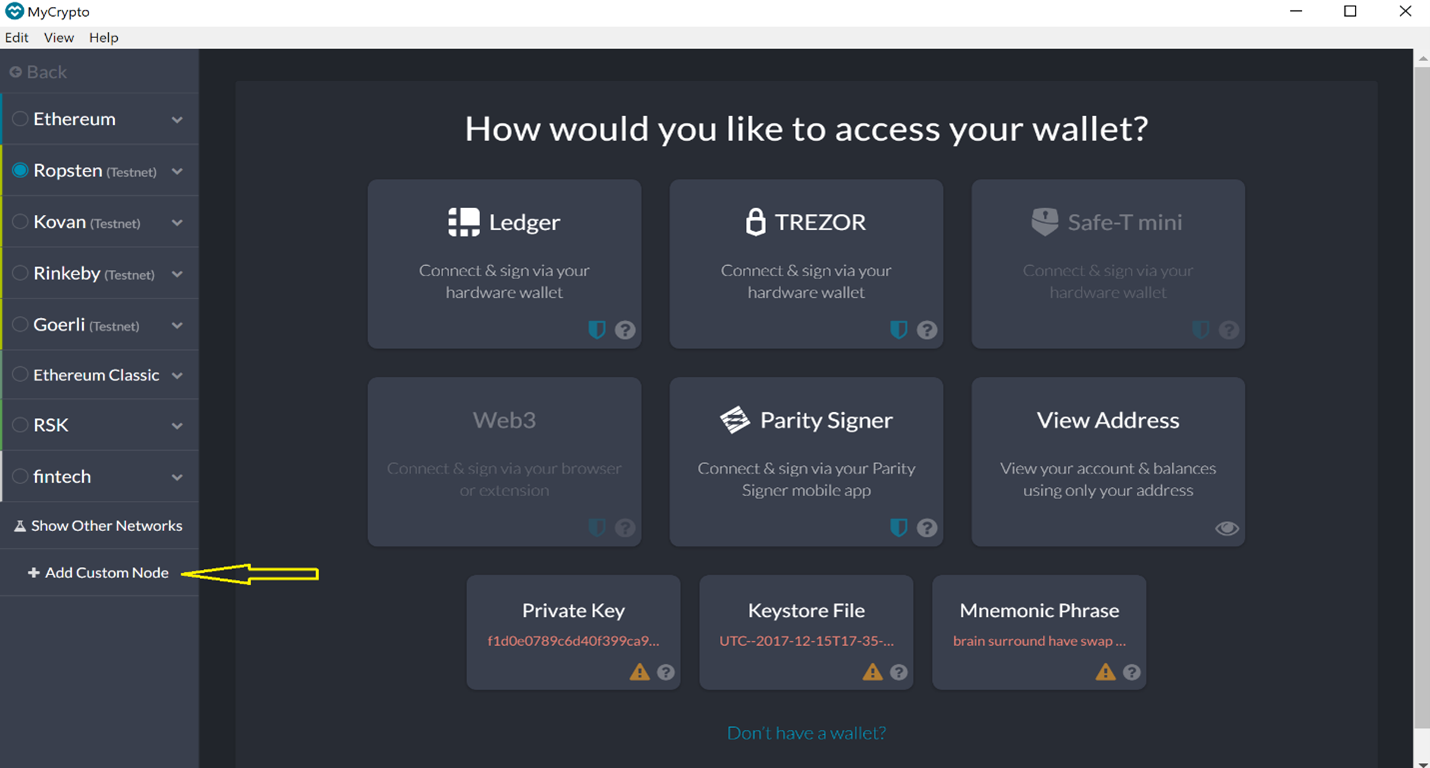 MyCrypto
Edit View Help
Back
Ethereum
Ropsten (Testnet)
Kovan (Testnet)
Rinkeby (Testnet)
Goerli (Testnet)
Ethereum Classic
RSK
fintech
Show Other Networks
+ Add Custom Node
How would you like to access your wallet?
Ledger
Connect & sign via your
hardware wallet
?
TREZOR
Connect & sign via your
hardware wallet
?
Safe-T mini
Connect & sign via your
hardware wallet
?
Web3
Connect & sign via your browser
or extension
?
Parity Signer
Connect & sign via your Parity
Signer mobile app
?
View Address
View your account & balances
using only your address
Private Key
f1d0e0789c6d40f399ca9...
?
Keystore File
UTC--2017-12-15T17-35-...
?
Mnemonic Phrase
brain surround have swap ...
?
Don't have a wallet?